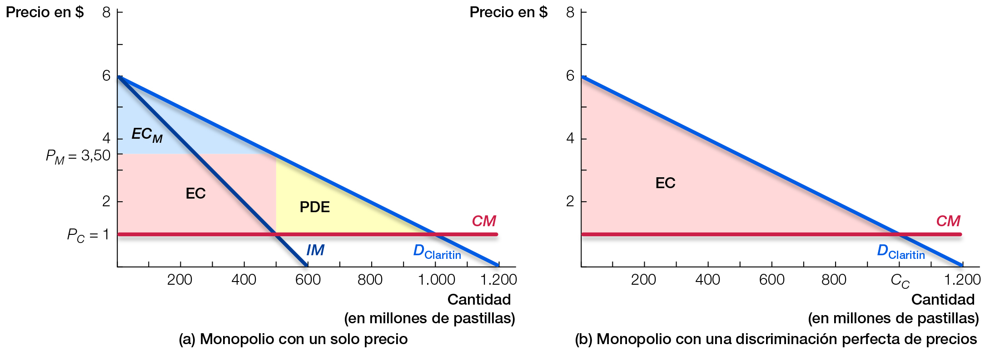 Precio en $
8
6
4
P_M = 3,50
2
P_C = 1
EC_M
EC
PDE
CM
IM
D_Claritin
200 400 600 800 1.000 1.200
Cantidad
(en millones de pastillas)
(a) Monopolio con un solo precio
Precio en $
8
6
4
2
EC
CM
D_Claritin
200 400 600 800 C_C 1.200
Cantidad
(en millones de pastillas)
(b) Monopolio con una discriminación perfecta de precios